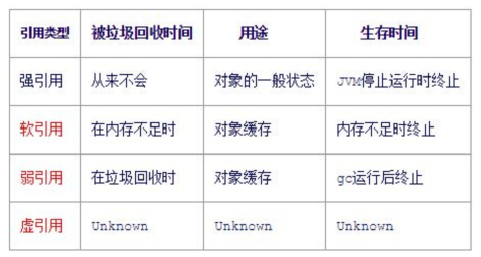 引用类型 被垃圾回收时间 用途 生存时间
强引用 从来不会 对象的一般状态 JVM停止运行时终止
软引用 在内存不足时 对象缓存 内存不足时终止
弱引用 在垃圾回收时 对象缓存 gc运行后终止
虚引用 Unknown Unknown Unknown